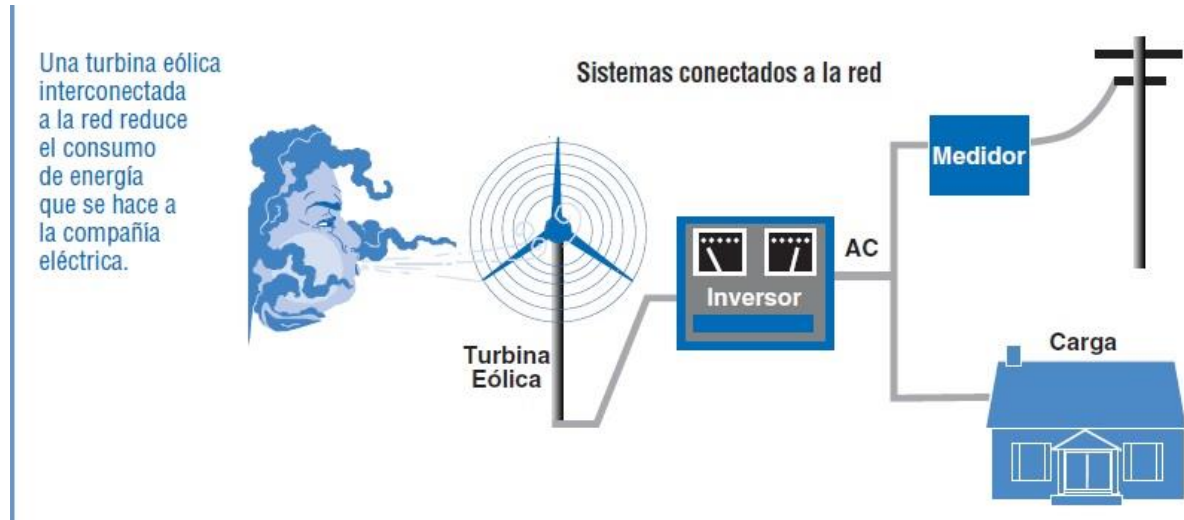 Una turbina eólica
interconectada
a la red reduce
el consumo
de energía
que se hace a
la compañía
eléctrica.
Sistemas conectados a la red
Medidor
AC
Inversor
Turbina
Eólica
Carga